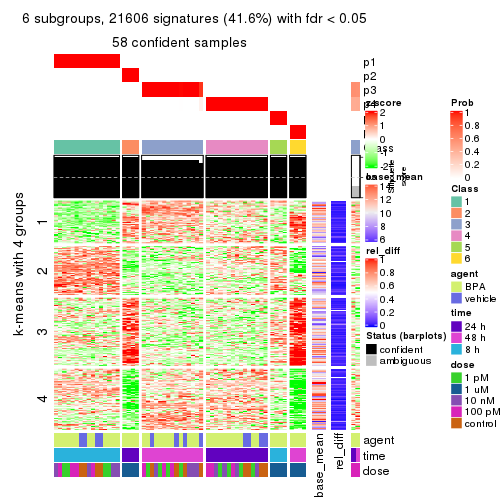 6 subgroups, 21606 signatures (41.6%) with fdr < 0.05
58 confident samples
p1
p2
p3
z-score
2
1
0
-2
base_mean
14
12
10
8
6
rel_diff
1
0.8
0.6
0.4
0.2
0
Status (barplots)
confident
ambiguous
Prob
1
0.8
0.6
0.4
0.2
0
Class
1
2
3
4
5
6
agent
BPA
vehicle
time
24 h
48 h
8 h
dose
1 pM
1 uM
10 nM
100 pM
control
k-means with 4 groups
1
2
3
4
agent
time
dose
base_mean
rel_diff